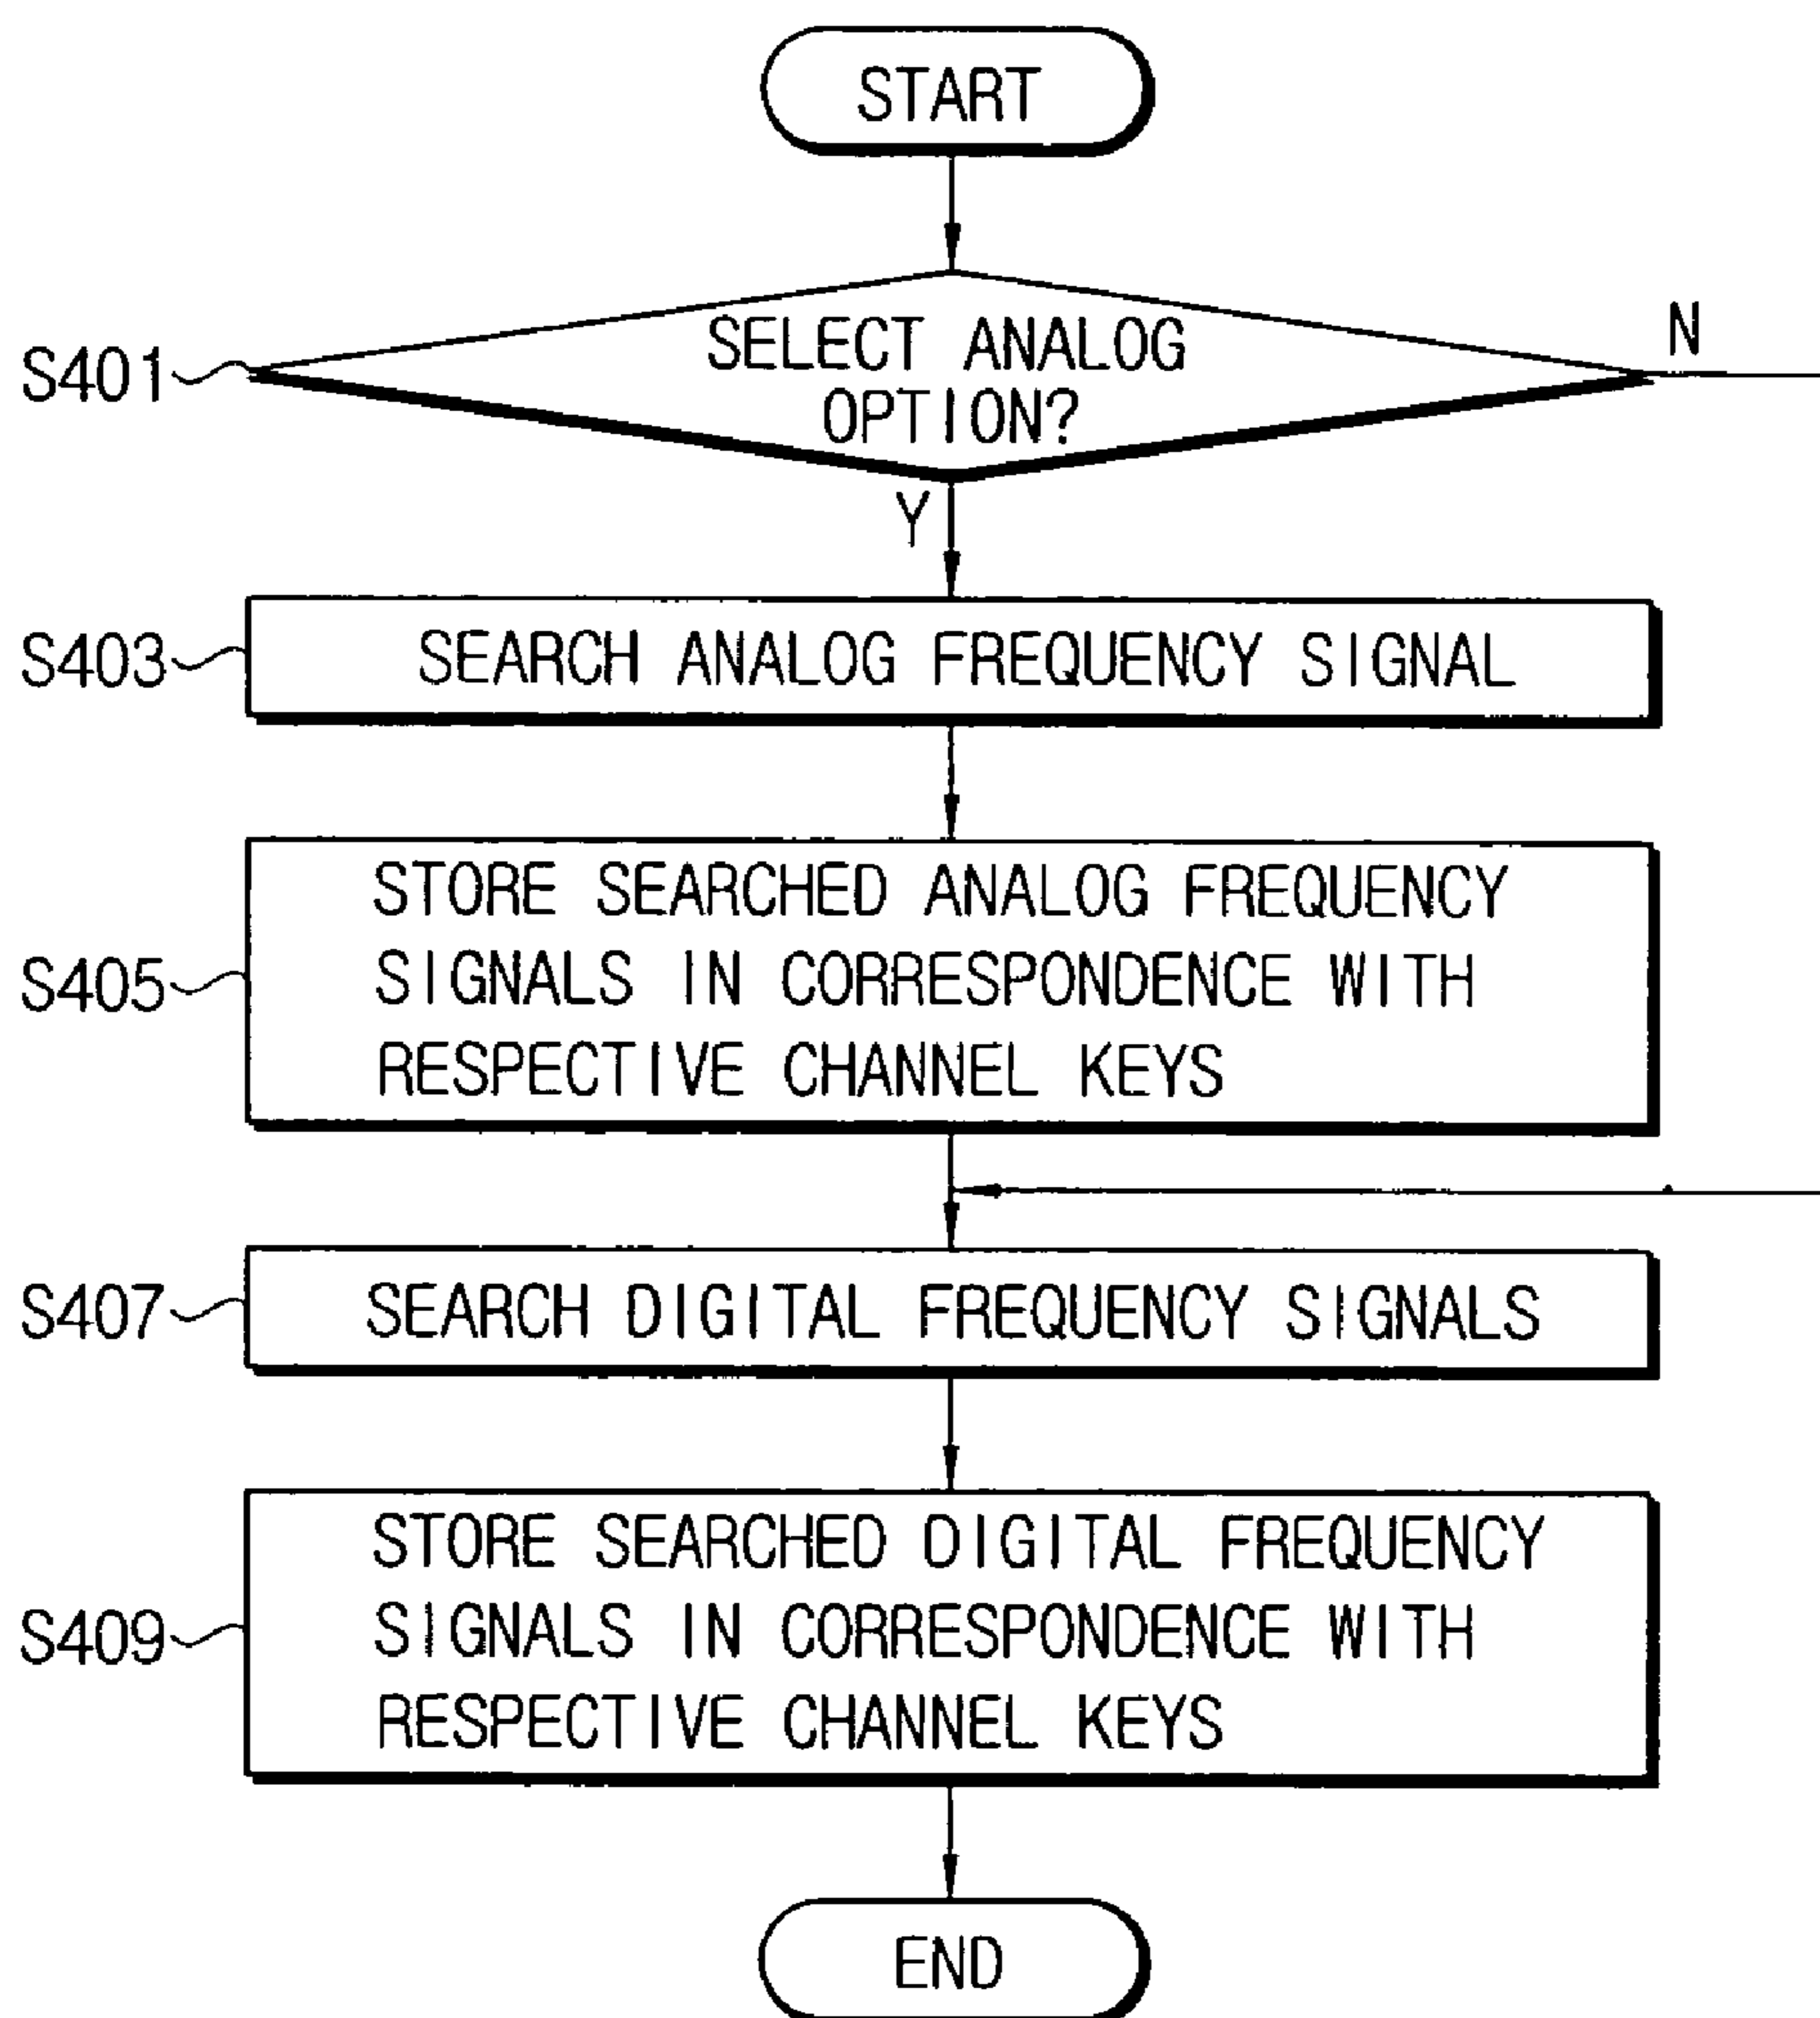 START
SELECT ANALOG
OPTION?
N
S401
Y
S403
SEARCH ANALOG FREQUENCY SIGNAL
STORE SEARCHED ANALOG FREQUENCY
SIGNALS IN CORRESPONDENCE WITH
S405
RESPECTIVE CHANNEL KEYS
S407
SEARCH DIGITAL FREQUENCY SIGNALS
STORE SEARCHED DIGITAL FREQUENCY
SIGNALS IN CORRESPONDENCE WITH
S409
RESPECTIVE CHANNEL KEYS
END